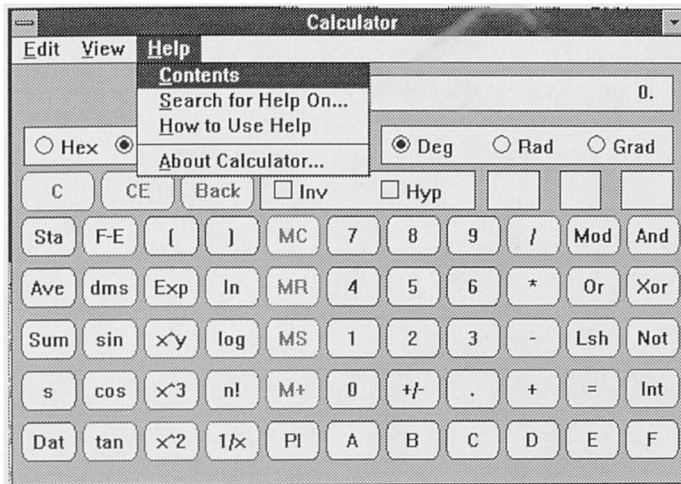 Calculator
Edit View Help
Contents
Search for Help On...
How to Use Help
About Calculator...
0.
Hex Deg Rad Grad
C CE Back Inv Hyp
Sta F-E ( ) MC 7 8 9 / Mod And
Ave dms Exp ln MR 4 5 6 * Or Xor
Sum sin x^y log MS 1 2 3 - Lsh Not
s cos x^3 n! M+ 0 +/- . + = Int
Dat tan x^2 1/x PI A B C D E F